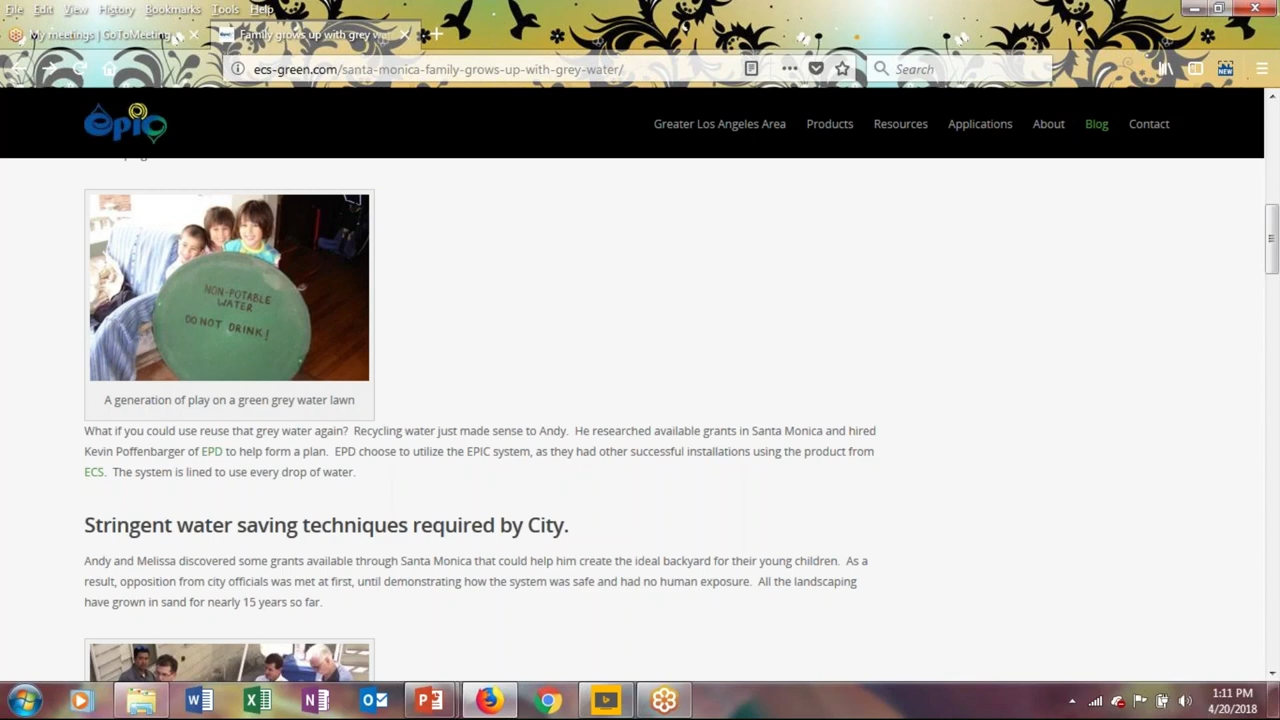 File Edit View History Bookmarks Tools Help
My meetings | GoToMeeting
Family grows up with grey wa
ecs-green.com/santa-monica-family-grows-up-with-grey-water/
Search
NEW
epic
Greater Los Angeles Area Products Resources Applications About Blog Contact
NON-POTABLE
WATER
DO NOT DRINK!
A generation of play on a green grey water lawn
What if you could use reuse that grey water again? Recycling water just made sense to Andy. He researched available grants in Santa Monica and hired
Kevin Poffenbarger of EPD to help form a plan. EPD choose to utilize the EPIC system, as they had other successful installations using the product from
ECS. The system is lined to use every drop of water.
Stringent water saving techniques required by City.
Andy and Melissa discovered some grants available through Santa Monica that could help him create the ideal backyard for their young children. As a
result, opposition from city officials was met at first, until demonstrating how the system was safe and had no human exposure. All the landscaping
have grown in sand for nearly 15 years so far.
1:11 PM
4/20/2018